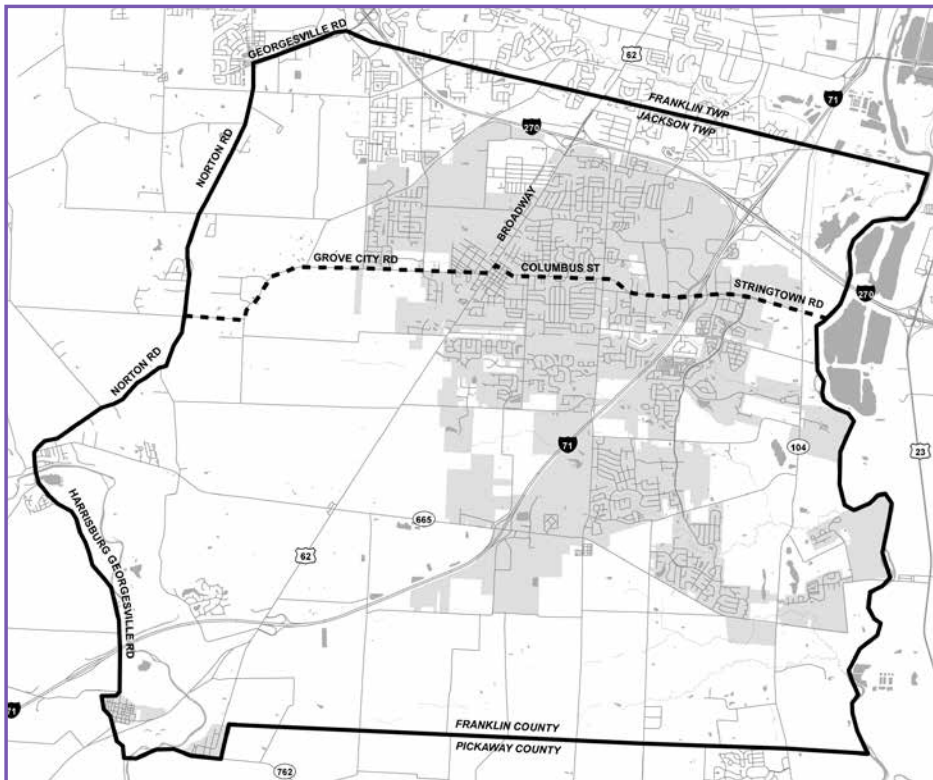 GEORGESVILLE RD
62
FRANKLIN TWP
JACKSON TWP
71
270
NORTON RD
BROADWAY
GROVE CITY RD
COLUMBUS ST
STRINGTOWN RD
270
NORTON RD
71
104
23
HARRISBURG GEORGESVILLE RD
665
62
71
FRANKLIN COUNTY
PICKAWAY COUNTY
762